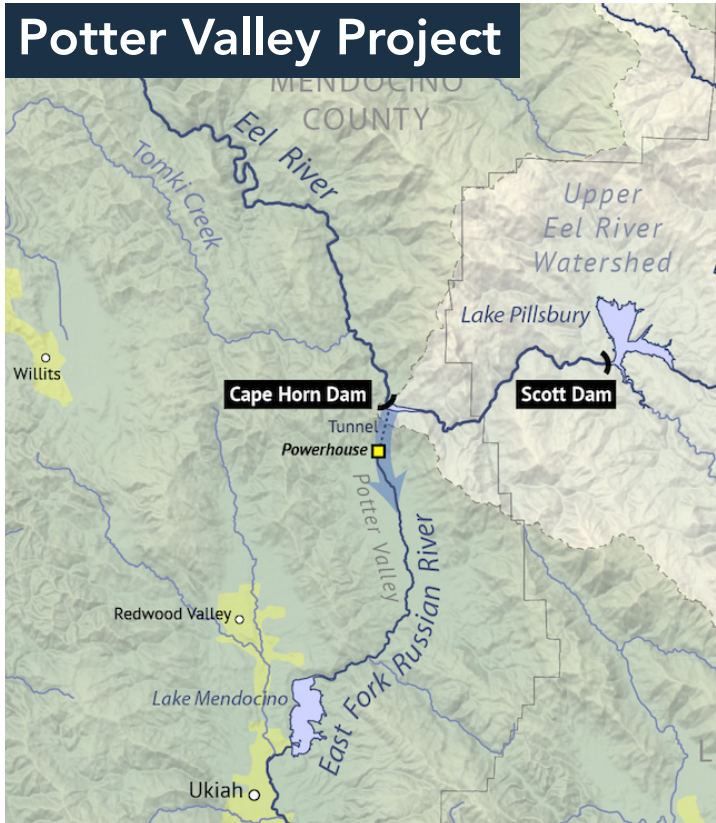 Potter Valley Project
MENDOCINO
COUNTY
Eel River
Tomki Creek
Upper
Eel River
Watershed
Lake Pillsbury
Willits
Cape Horn Dam
Scott Dam
Tunnel
Powerhouse
Potter Valley
East Fork Russian River
Redwood Valley
Lake Mendocino
Ukiah
L